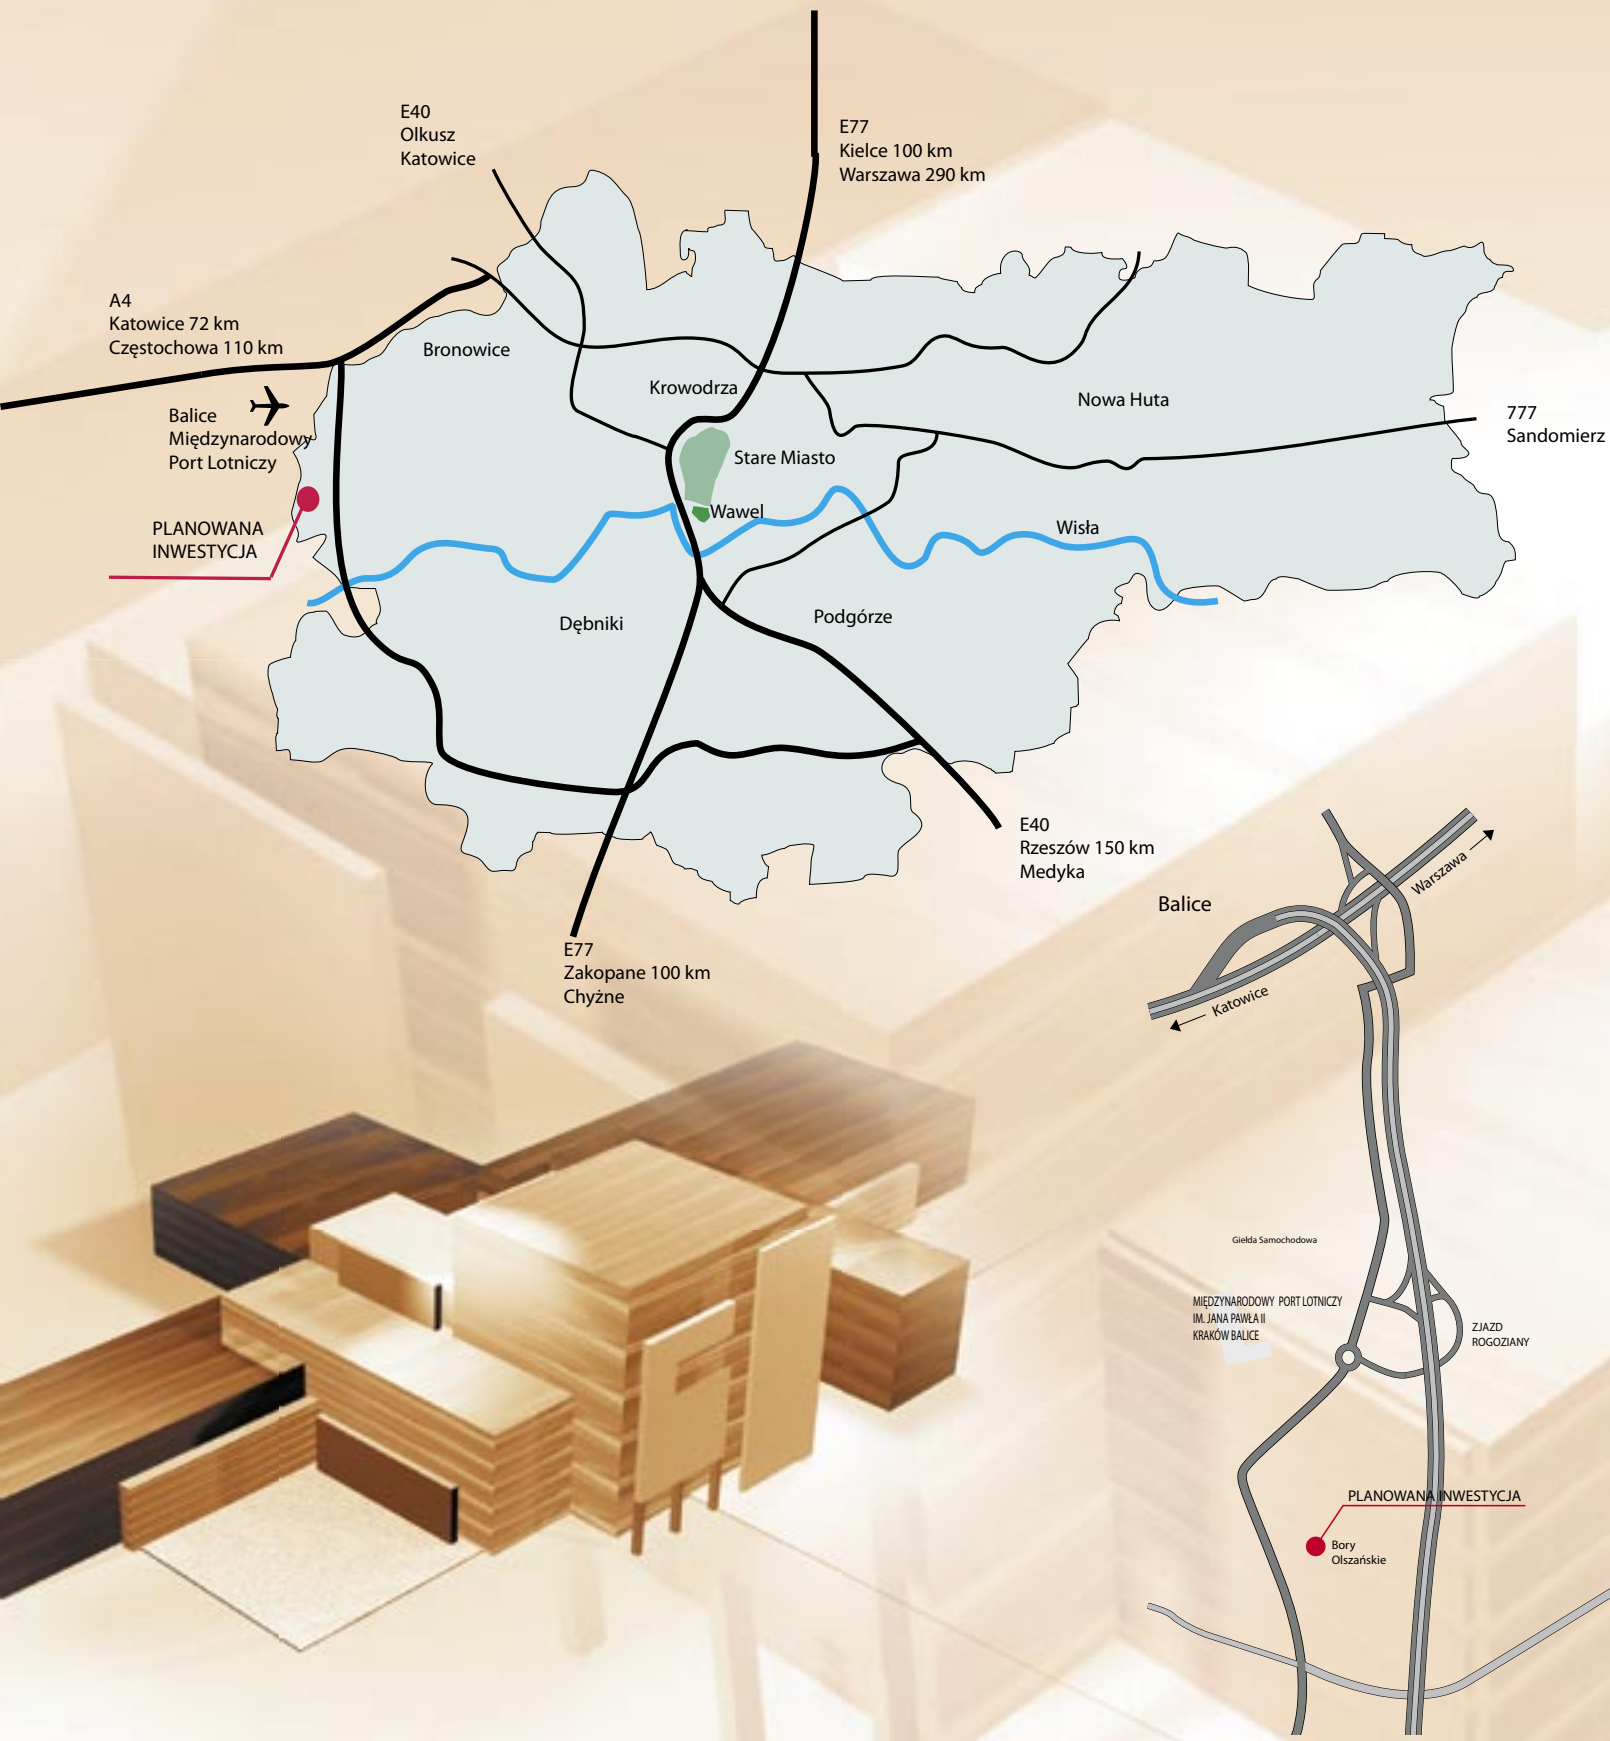 E40
Olkusz
Katowice
E77
Kielce 100 km
Warszawa 290 km
A4
Katowice 72 km
Częstochowa 110 km
Bronowice
Krowodrza
Nowa Huta
777
Sandomierz
Balice
Międzynarodowy
Port Lotniczy
Stare Miasto
Wawel
Wisła
PLANOWANA
INWESTYCJA
Dębniki
Podgórze
E40
Rzeszów 150 km
Medyka
E77
Zakopane 100 km
Chyżne
Balice
Warszawa
Katowice
Giełda Samochodowa
MIĘDZYNARODOWY PORT LOTNICZY
IM. JANA PAWŁA II
KRAKÓW BALICE
ZJAZD
ROGOZIANY
PLANOWANA INWESTYCJA
Bory
Olszańskie